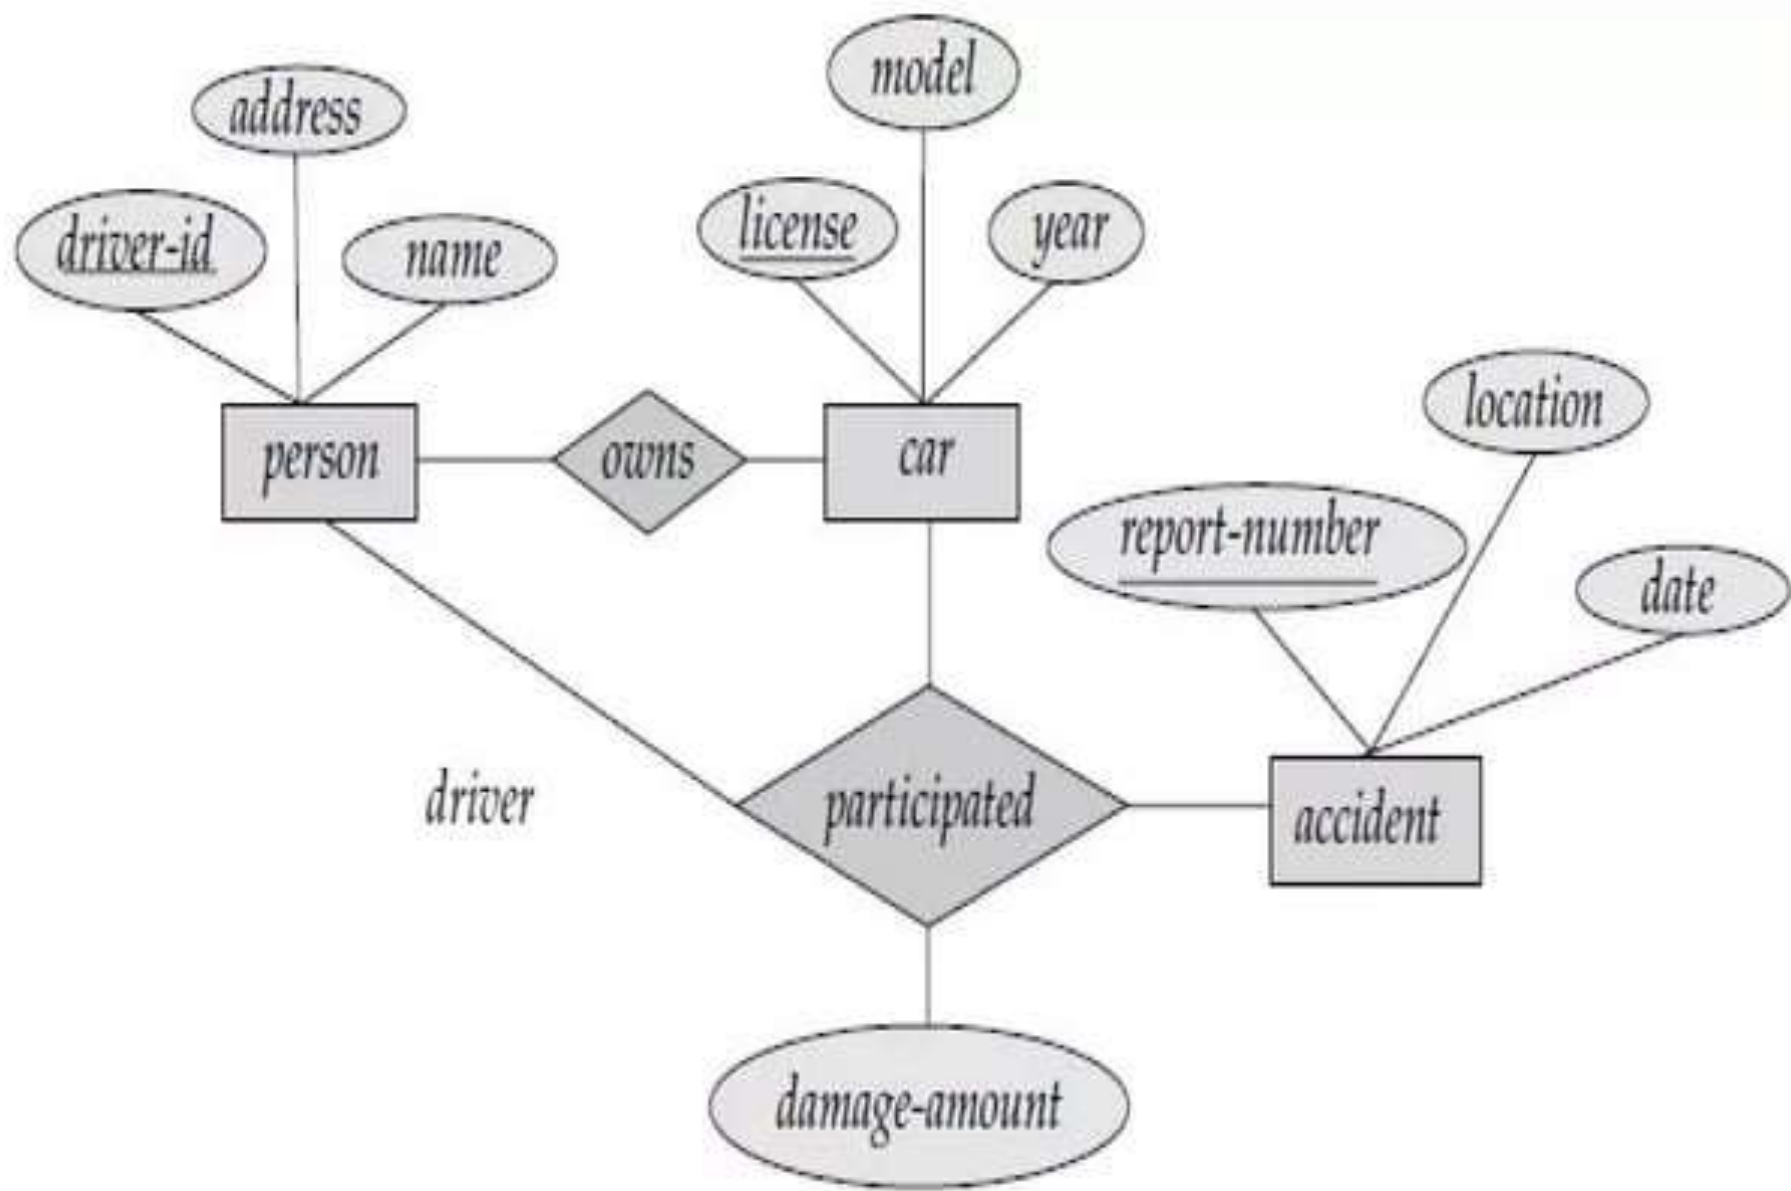 model
address
driver-id
name
license
year
location
person
owns
car
report-number
date
driver
participated
accident
damage-amount